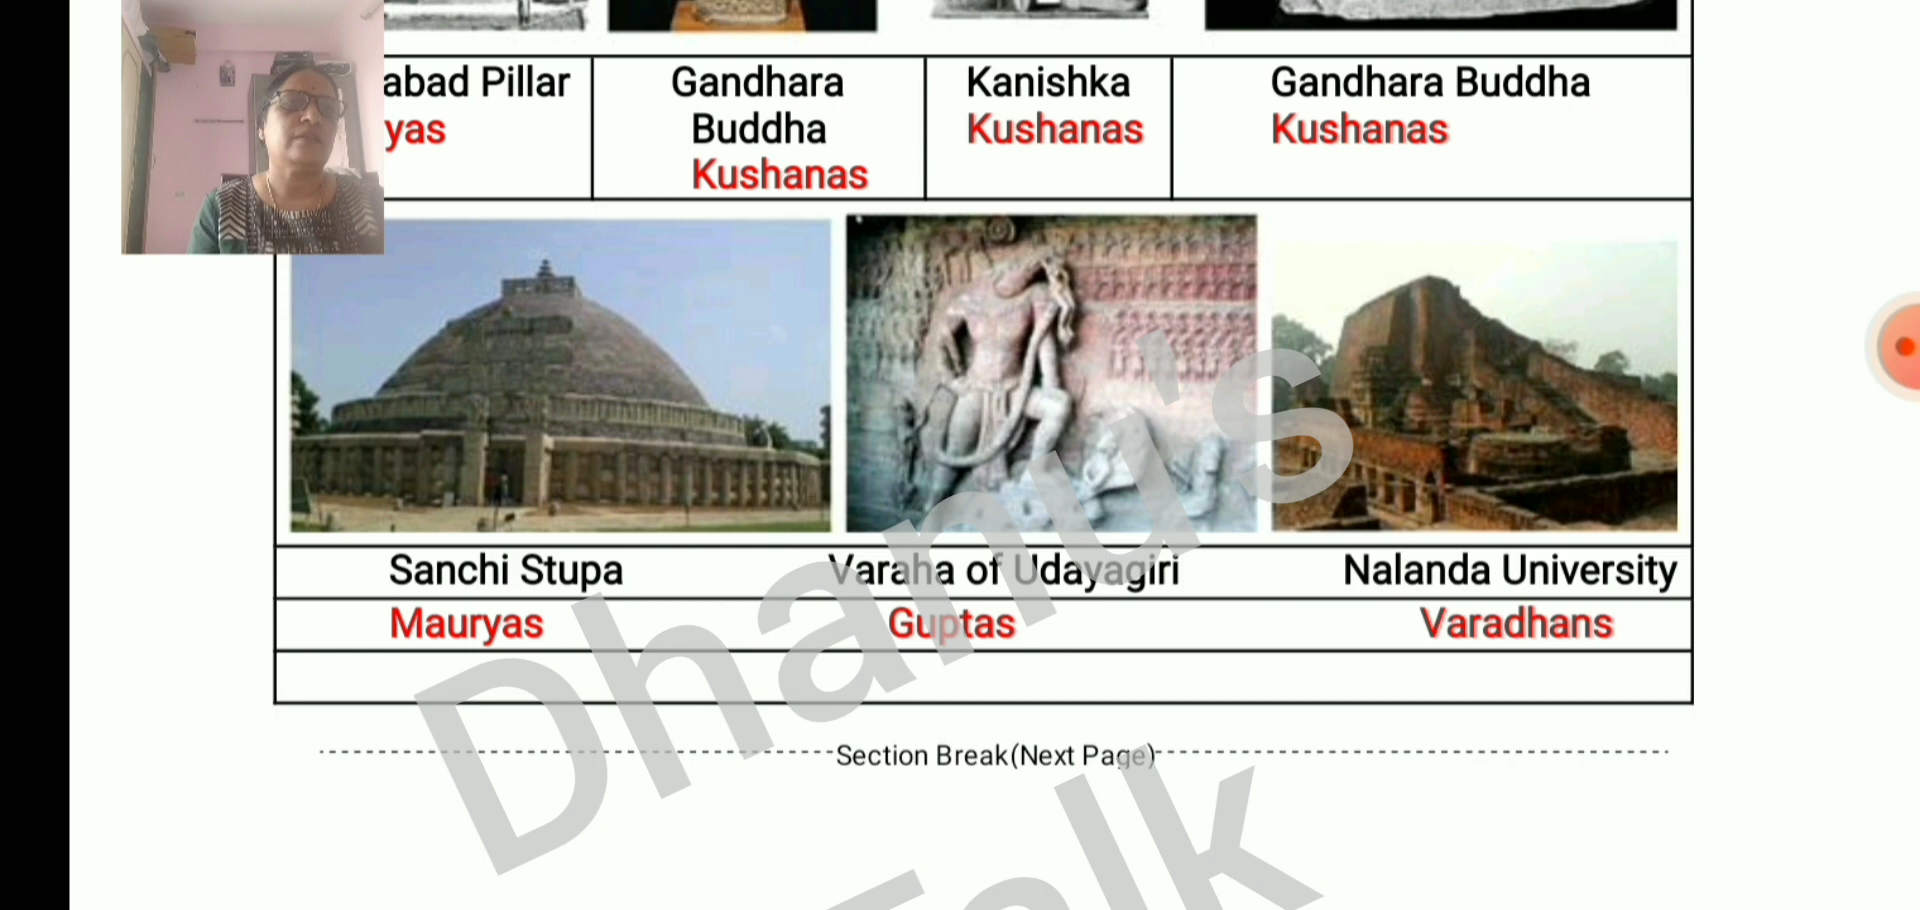 abad Pillar
yas
Gandhara
Buddha
Kushanas
Kanishka
Kushanas
Gandhara Buddha
Kushanas
Sanchi Stupa Varaha of Udayagiri Nalanda University
Mauryas Guptas Varadhans
Section Break(Next Page)
Dhanu's
Talk